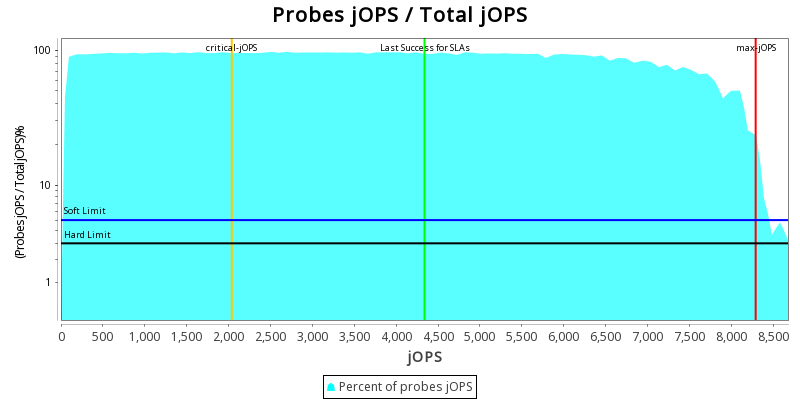 Probes jOPS / Total jOPS
critical-jOPS
Last Success for SLAs
max-jOPS
100
10
1
(Probes jOPS / Total jOPS)%
Soft Limit
Hard Limit
0 500 1,000 1,500 2,000 2,500 3,000 3,500 4,000 4,500 5,000 5,500 6,000 6,500 7,000 7,500 8,000 8,500
jOPS
Percent of probes jOPS